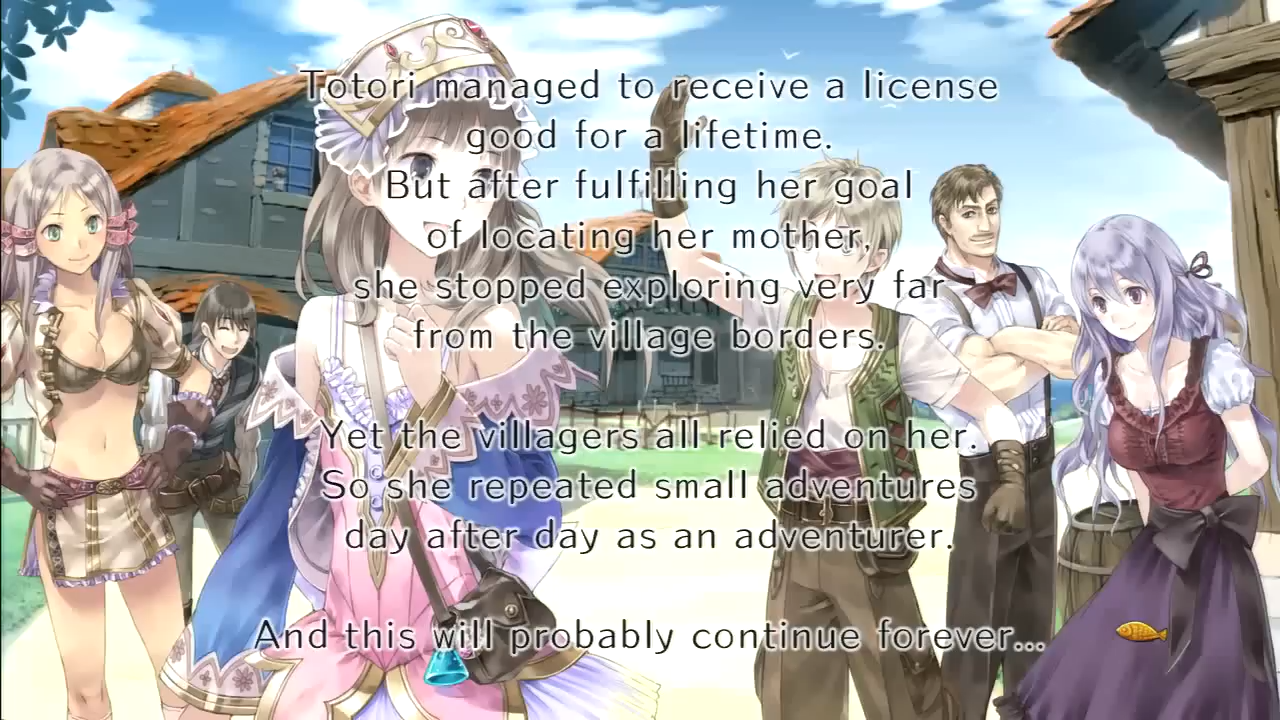 Totori managed to receive a license
good for a lifetime.
But after fulfilling her goal
of locating her mother,
she stopped exploring very far
from the village borders.
Yet the villagers all relied on her.
So she repeated small adventures
day after day as an adventurer.
And this will probably continue forever...